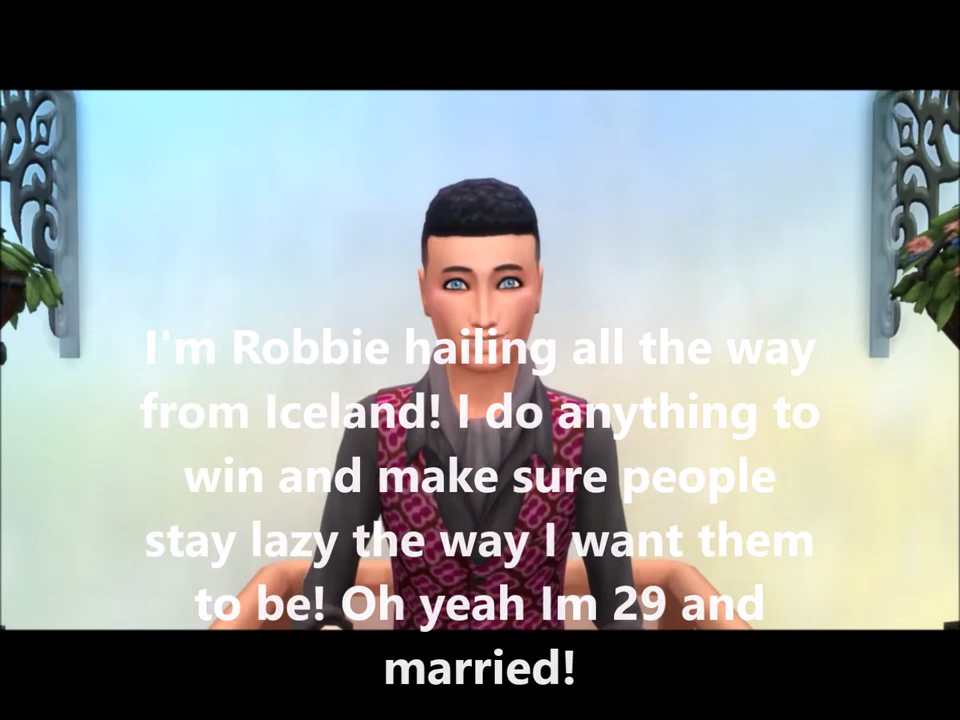 I'm Robbie hailing all the way
from Iceland! I do anything to
win and make sure people
stay lazy the way I want them
to be! Oh yeah Im 29 and
married!